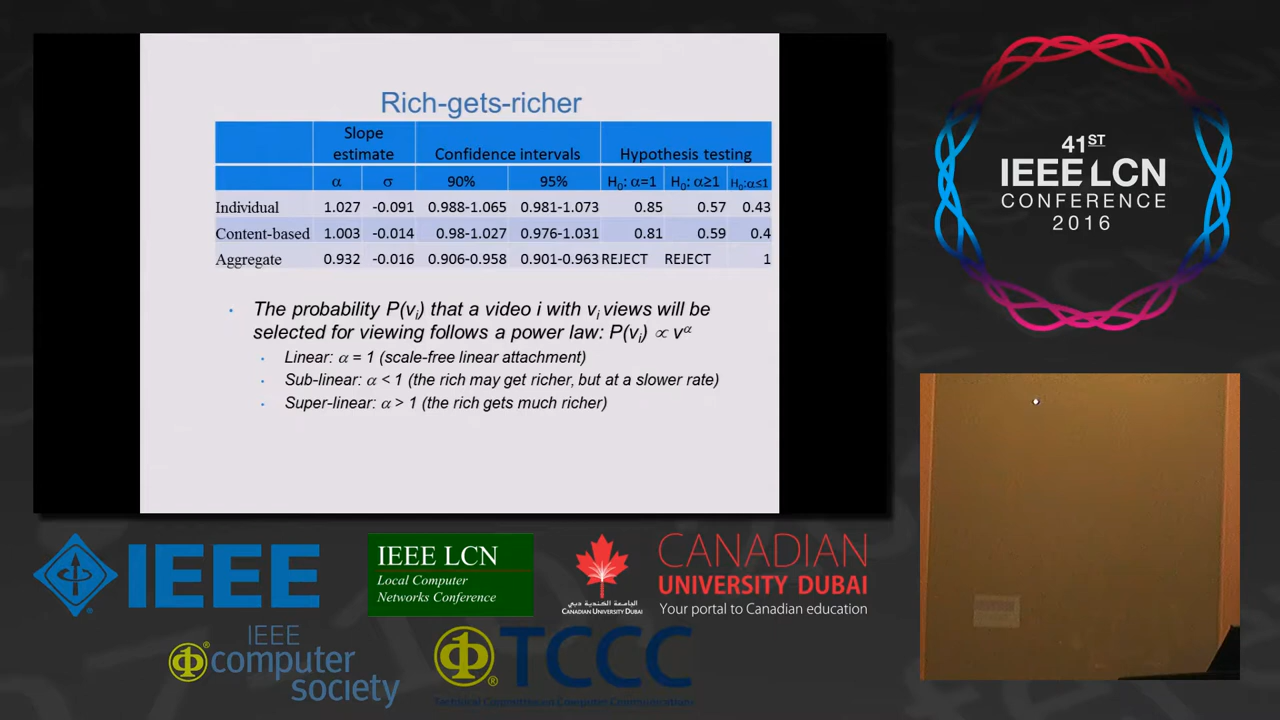 Rich-gets-richer
Slope estimate Confidence intervals Hypothesis testing
α σ 90% 95% H0: α=1 H0: α≥1 H0:α≤1
Individual 1.027 -0.091 0.988-1.065 0.981-1.073 0.85 0.57 0.43
Content-based 1.003 -0.014 0.98-1.027 0.976-1.031 0.81 0.59 0.4
Aggregate 0.932 -0.016 0.906-0.958 0.901-0.963 REJECT REJECT 1
• The probability P(vi) that a video i with vi views will be
selected for viewing follows a power law: P(vi) ∝ vα
• Linear: α = 1 (scale-free linear attachment)
• Sub-linear: α < 1 (the rich may get richer, but at a slower rate)
• Super-linear: α > 1 (the rich gets much richer)
41ST
IEEE LCN
CONFERENCE
2016
IEEE
IEEE LCN
Local Computer
Networks Conference
الجامعة الكندية دبي
CANADIAN UNIVERSITY DUBAI
CANADIAN
UNIVERSITY DUBAI
Your portal to Canadian education
IEEE
computer
society
TCCC
Technical Committee on Computer Communications